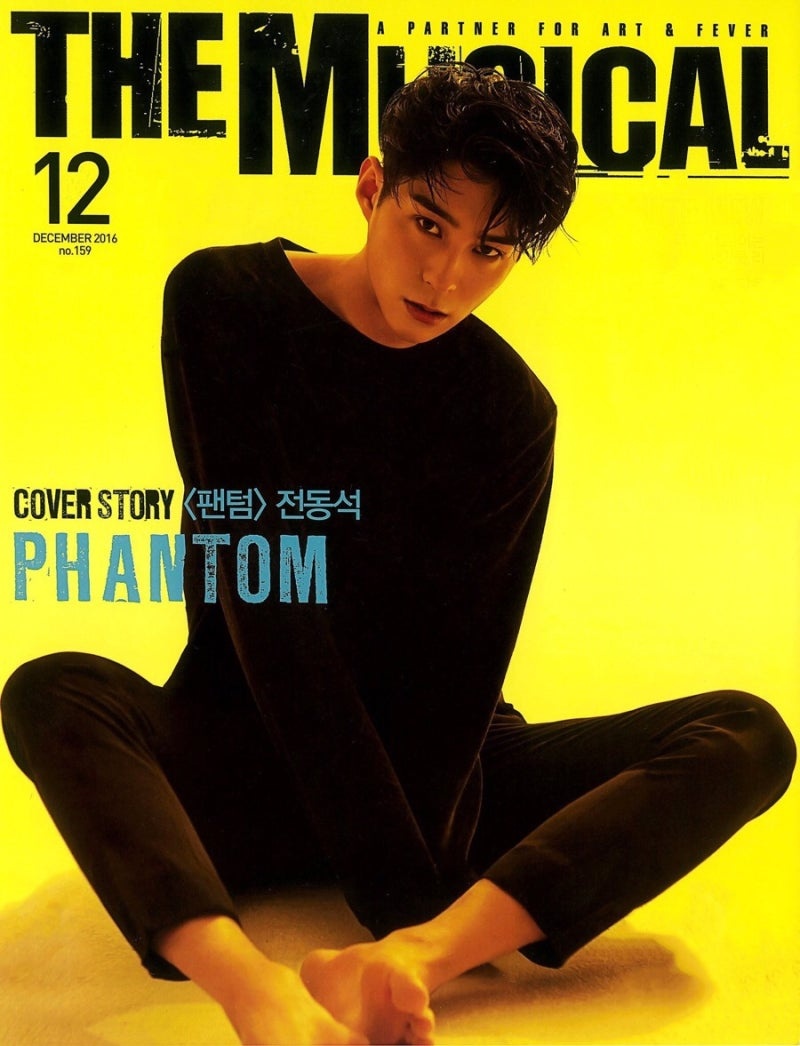 A PARTNER FOR ART & FEVER
THE MUSICAL
12
DECEMBER 2016
no.159
COVER STORY 〈팬텀〉 전동석
PHANTOM